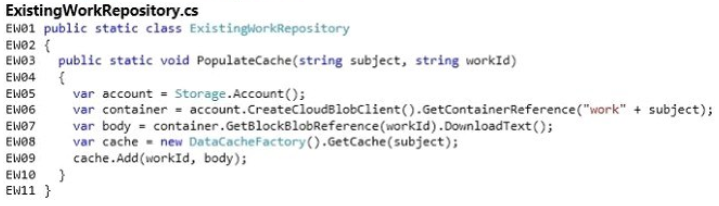 ExistingWorkRepository.cs
EW01 public static class ExistingWorkRepository
EW02 {
EW03 public static void PopulateCache(string subject, string workId)
EW04 {
EW05 var account = Storage.Account();
EW06 var container = account.CreateCloudBlobClient().GetContainerReference("work" + subject);
EW07 var body = container.GetBlockBlobReference(workId).DownloadText();
EW08 var cache = new DataCacheFactory().GetCache(subject);
EW09 cache.Add(workId, body);
EW10 }
EW11 }